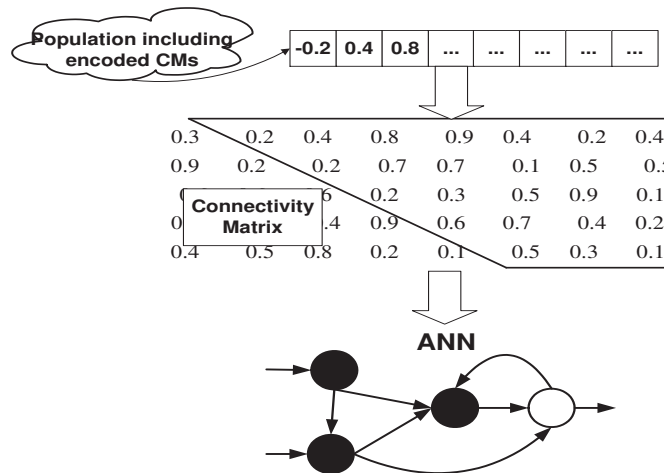 Population including
encoded CMs
-0.2 0.4 0.8 ... ... ... ... ...
0.3 0.2 0.4 0.8 0.9 0.4 0.2 0.4
0.9 0.2 0.2 0.7 0.7 0.1 0.5
0.2 0.3 0.5 0.9 0.1
Connectivity
Matrix
.4 0.9 0.6 0.7 0.4 0.2
0.4 0.5 0.8 0.2 0.1 0.5 0.3 0.1
ANN